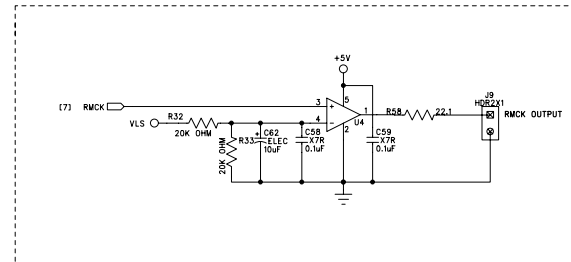 +5V
J9
HDR2X1
[7] RMCK
3
5
+
1
R58
22.1
RMCK OUTPUT
VLS
R32
4
-
U4
20K OHM
2
R33
20K OHM
+
C62
ELEC
10uF
C58
X7R
0.1uF
C59
X7R
0.1uF